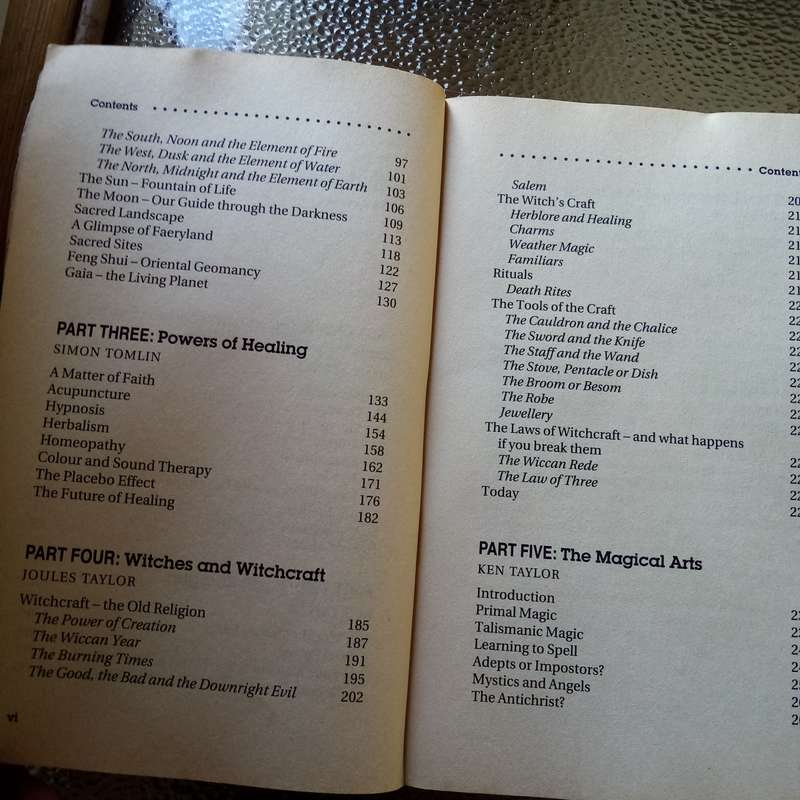 Contents
The South, Noon and the Element of Fire 97
The West, Dusk and the Element of Water 101
The North, Midnight and the Element of Earth 103
The Sun – Fountain of Life 106
The Moon – Our Guide through the Darkness 109
Sacred Landscape 113
A Glimpse of Faeryland 118
Sacred Sites 122
Feng Shui – Oriental Geomancy 127
Gaia – the Living Planet 130
PART THREE: Powers of Healing
SIMON TOMLIN
A Matter of Faith 133
Acupuncture 144
Hypnosis 154
Herbalism 158
Homeopathy 162
Colour and Sound Therapy 171
The Placebo Effect 176
The Future of Healing 182
PART FOUR: Witches and Witchcraft
JOULES TAYLOR
Witchcraft – the Old Religion 185
The Power of Creation 187
The Wiccan Year 191
The Burning Times 195
The Good, the Bad and the Downright Evil 202
vi
Content
Salem
The Witch's Craft
Herblore and Healing
Charms
Weather Magic
Familiars
Rituals
Death Rites
The Tools of the Craft
The Cauldron and the Chalice
The Sword and the Knife
The Staff and the Wand
The Stove, Pentacle or Dish
The Broom or Besom
The Robe
Jewellery
The Laws of Witchcraft – and what happens
if you break them
The Wiccan Rede
The Law of Three
Today
PART FIVE: The Magical Arts
KEN TAYLOR
Introduction
Primal Magic
Talismanic Magic
Learning to Spell
Adepts or Impostors?
Mystics and Angels
The Antichrist?